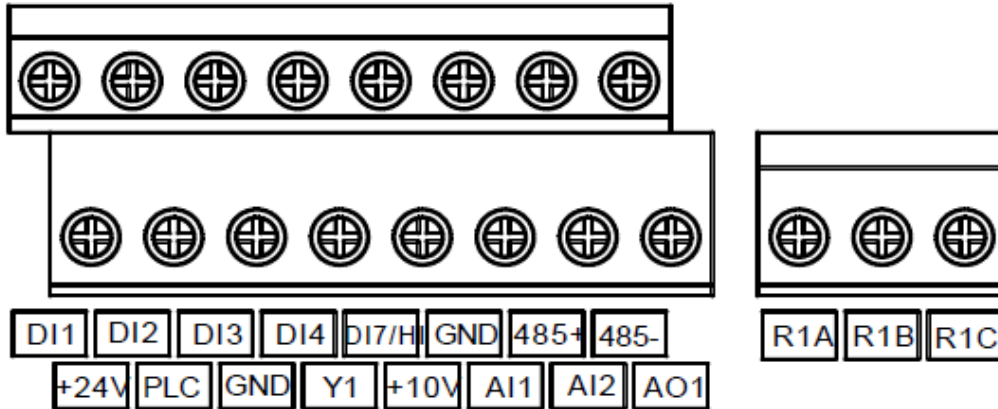 DI1 DI2 DI3 DI4 DI7/HI GND 485+ 485- R1A R1B R1C
+24V PLC GND Y1 +10V AI1 AI2 AO1